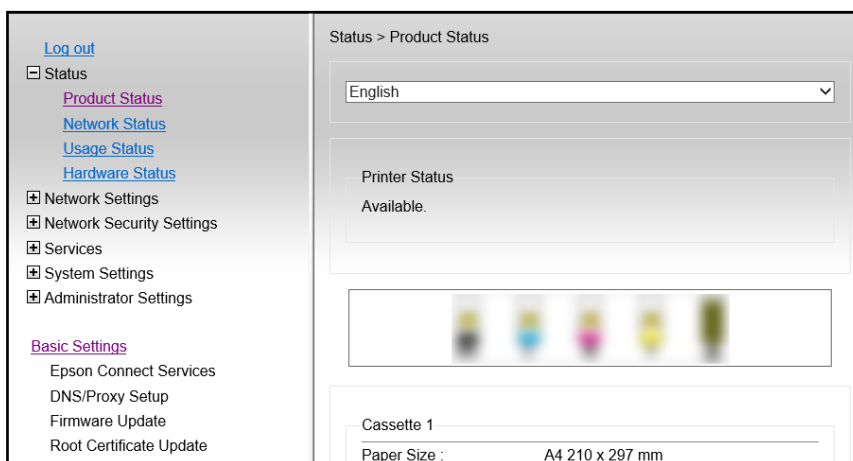 Log out
Status
Product Status
Network Status
Usage Status
Hardware Status
Network Settings
Network Security Settings
Services
System Settings
Administrator Settings
Basic Settings
Epson Connect Services
DNS/Proxy Setup
Firmware Update
Root Certificate Update
Status > Product Status
English
Printer Status
Available.
Cassette 1
Paper Size : A4 210 x 297 mm